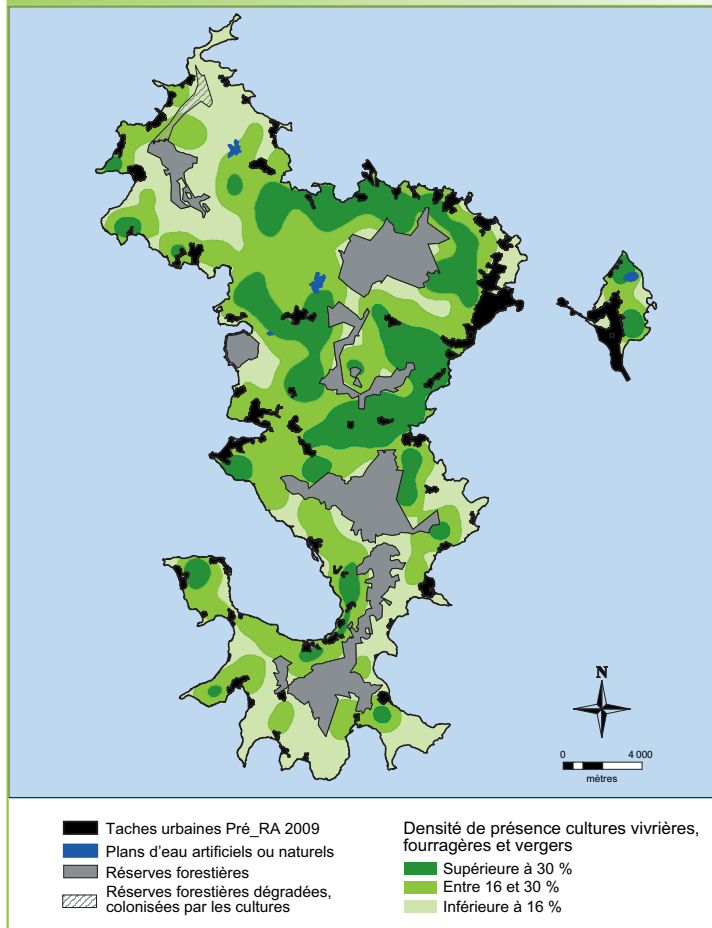 N
0 4 000
mètres
Taches urbaines Pré_RA 2009
Plans d'eau artificiels ou naturels
Réserves forestières
Réserves forestières dégradées,
colonisées par les cultures
Densité de présence cultures vivrières,
fourragères et vergers
Supérieure à 30 %
Entre 16 et 30 %
Inférieure à 16 %